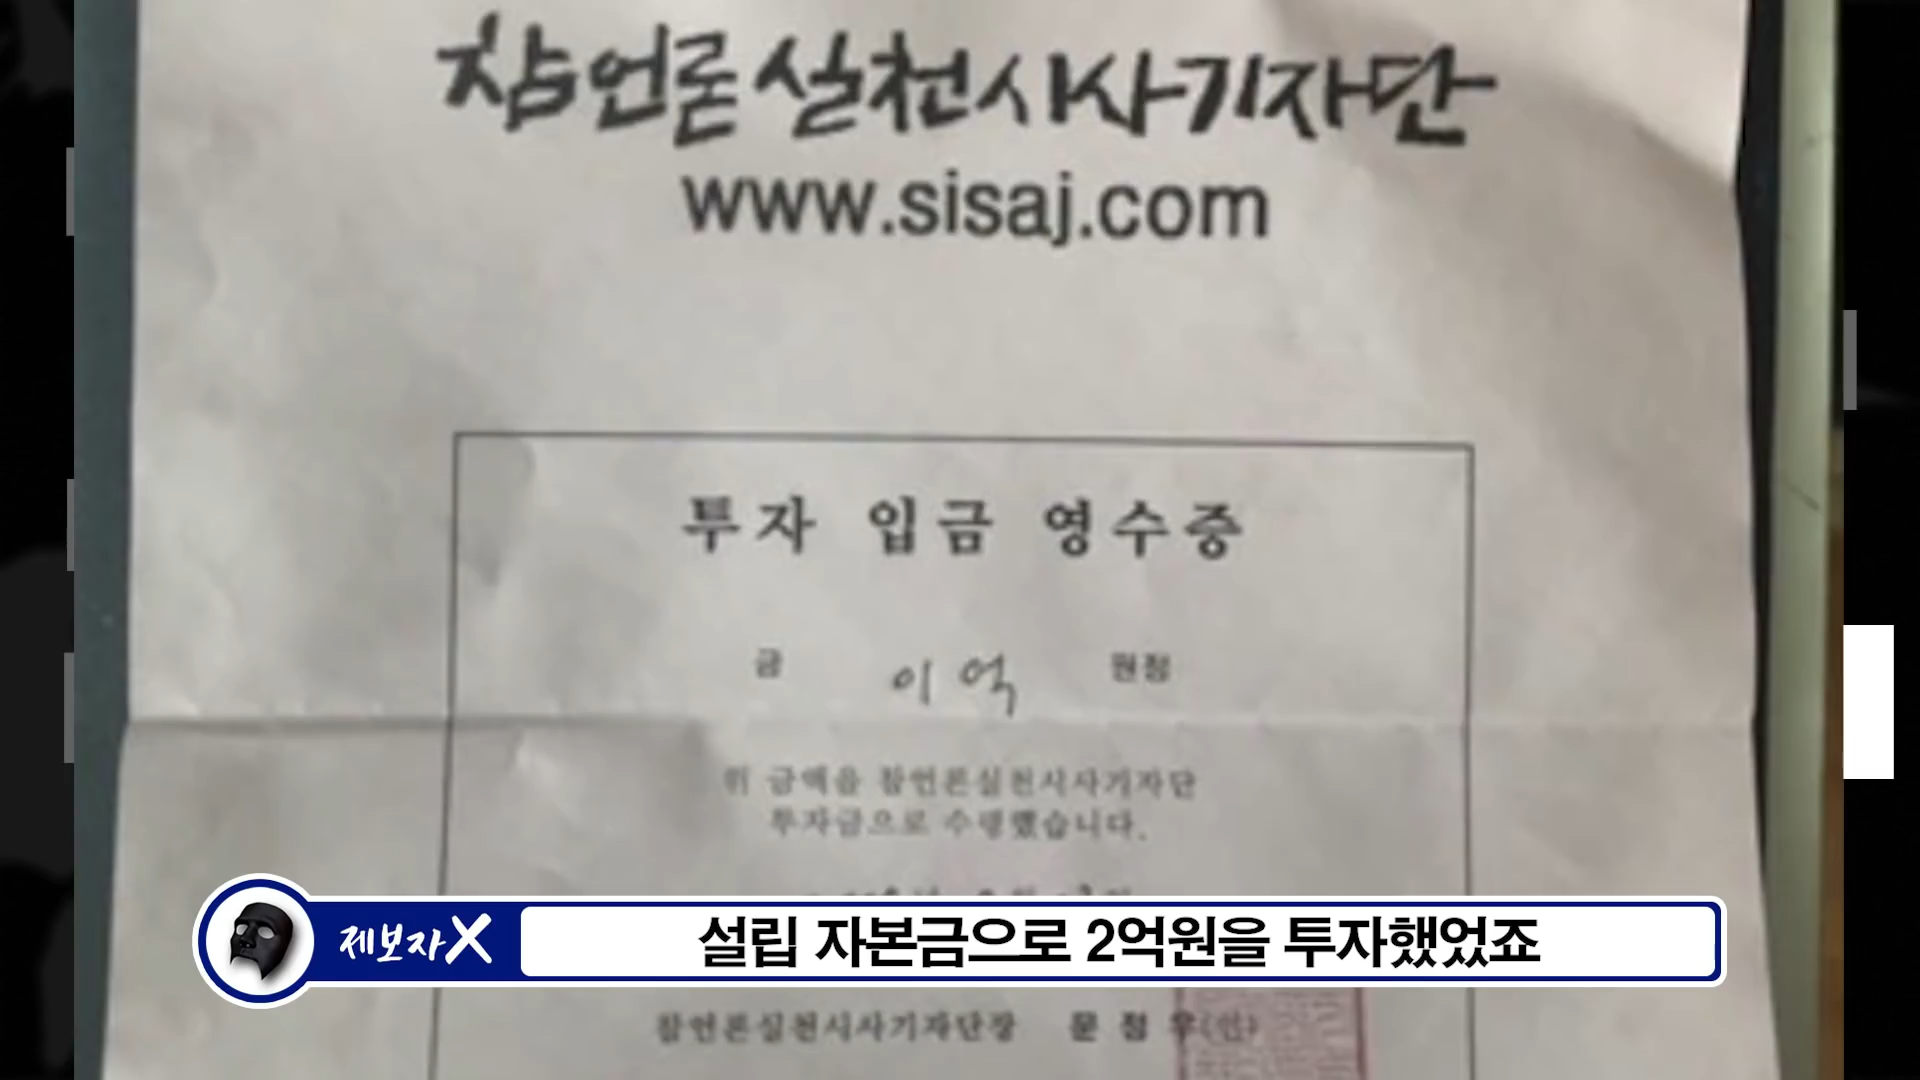 참언론실천시사기자단
www.sisaj.com
투자 입금 영수증
금 이억 원정
위 금액을 참언론실천시사기자단
투자금으로 수령했습니다.
제보자X
설립 자본금으로 2억원을 투자했었죠
참언론실천시사기자단장 문 정 우(인)